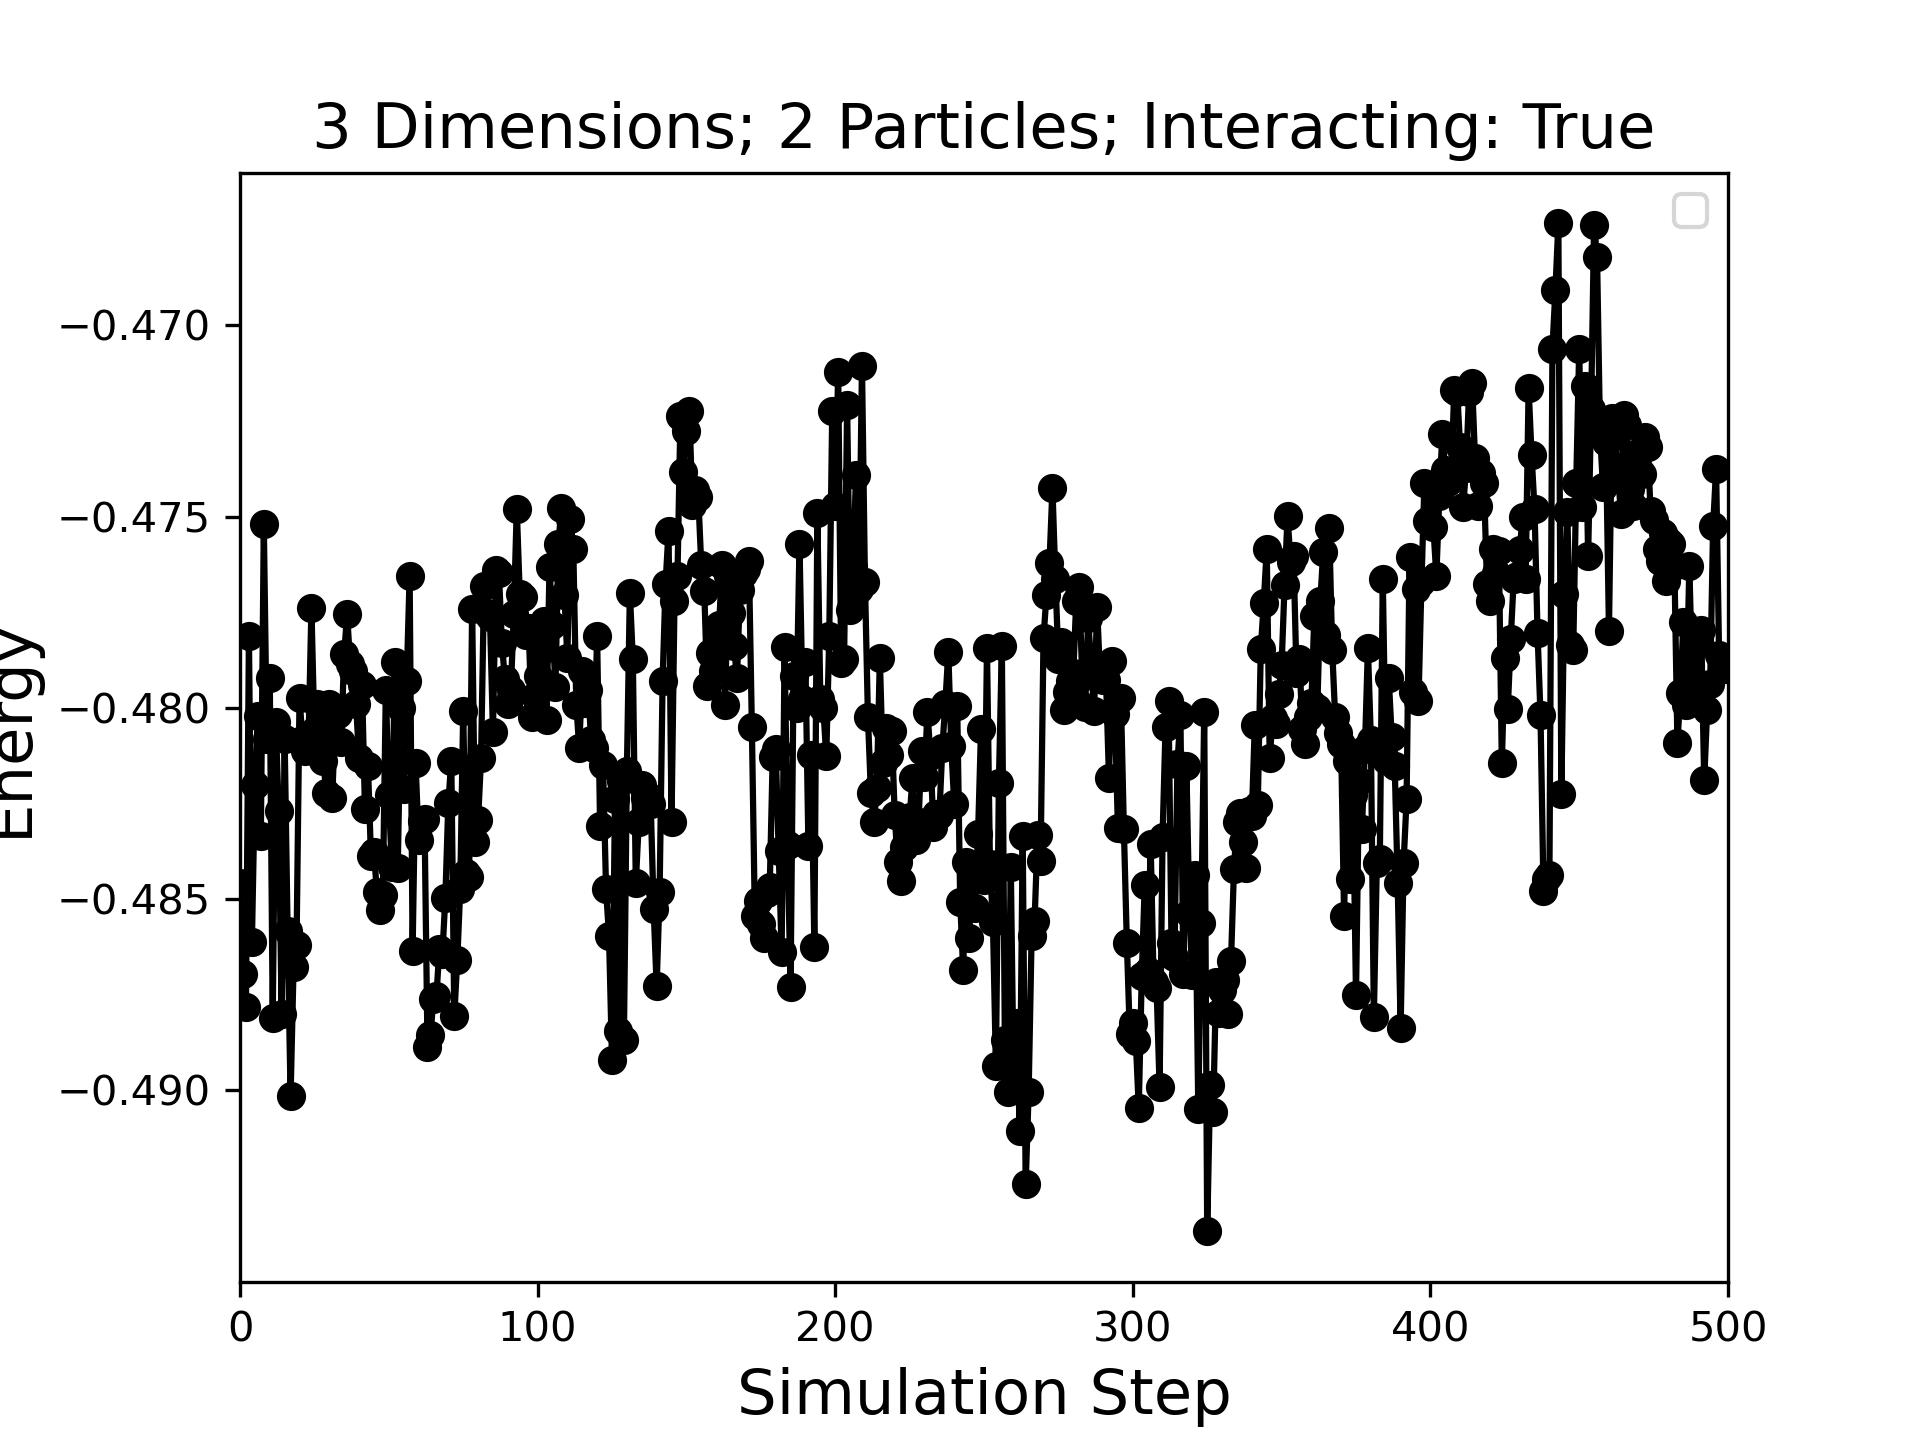 3 Dimensions; 2 Particles; Interacting: True
Energy
−0.470
−0.475
−0.480
−0.485
−0.490
0 100 200 300 400 500
Simulation Step